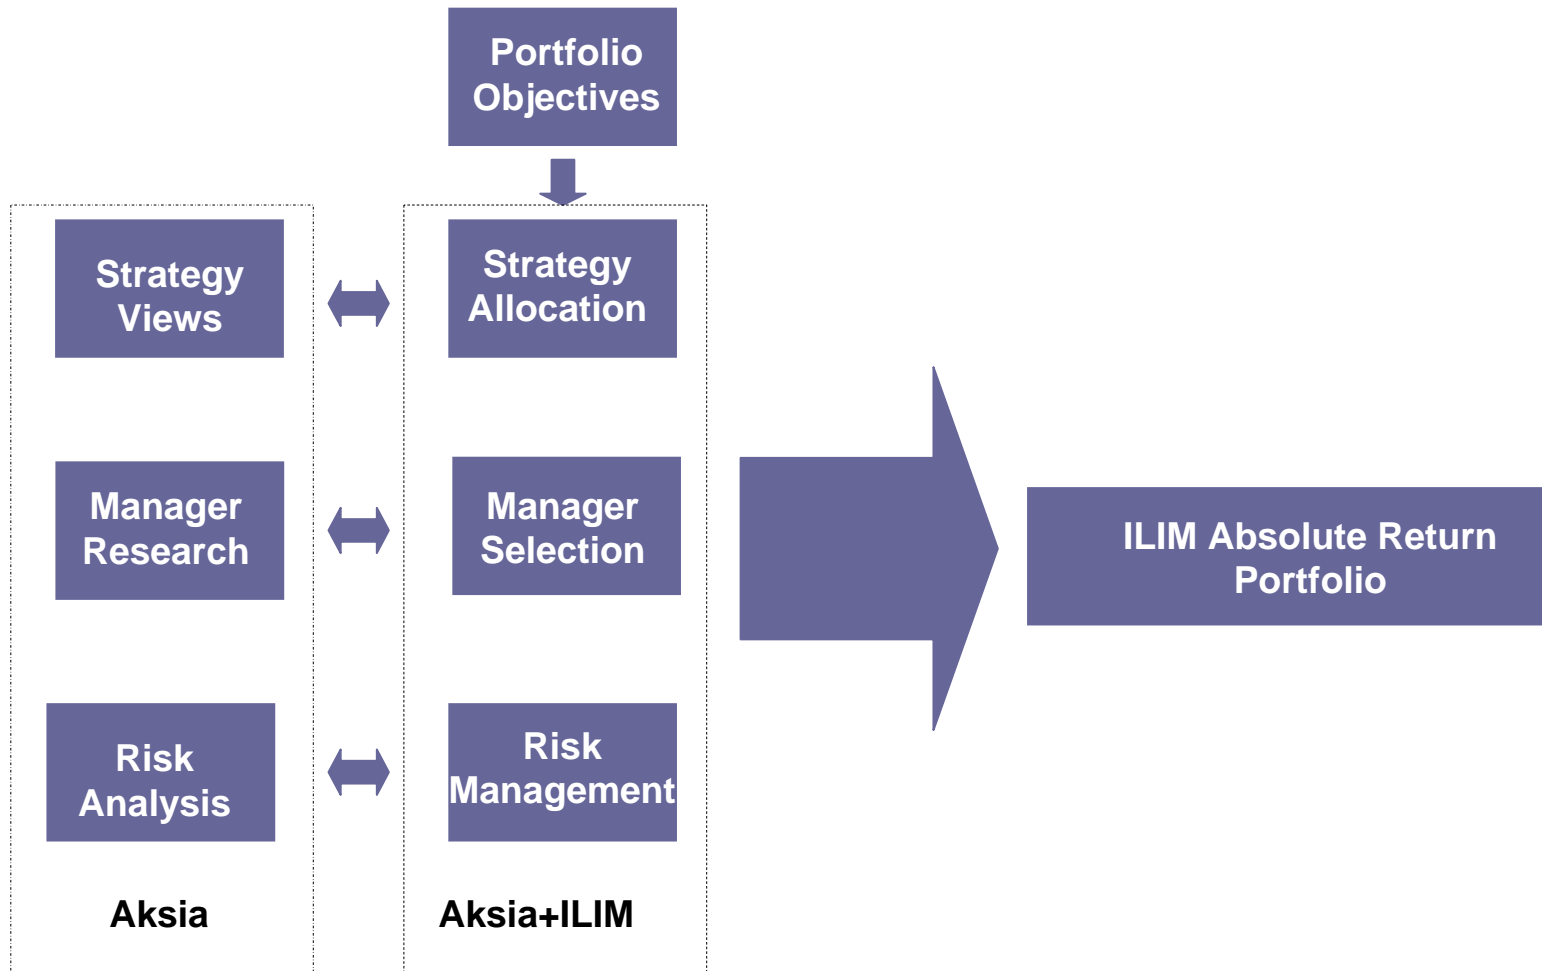 Portfolio
Objectives
Strategy
Views
Strategy
Allocation
Manager
Research
Manager
Selection
ILIM Absolute Return
Portfolio
Risk
Analysis
Risk
Management
Aksia
Aksia+ILIM